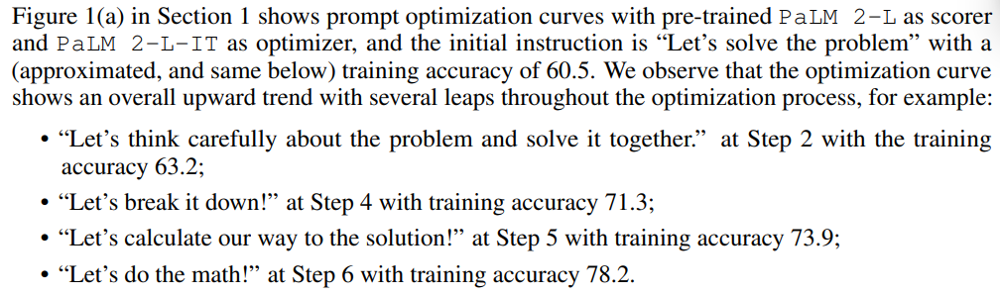 Figure 1(a) in Section 1 shows prompt optimization curves with pre-trained PaLM 2-L as scorer
and PaLM 2-L-IT as optimizer, and the initial instruction is “Let’s solve the problem” with a
(approximated, and same below) training accuracy of 60.5. We observe that the optimization curve
shows an overall upward trend with several leaps throughout the optimization process, for example:
• “Let’s think carefully about the problem and solve it together.” at Step 2 with the training
accuracy 63.2;
• “Let’s break it down!” at Step 4 with training accuracy 71.3;
• “Let’s calculate our way to the solution!” at Step 5 with training accuracy 73.9;
• “Let’s do the math!” at Step 6 with training accuracy 78.2.